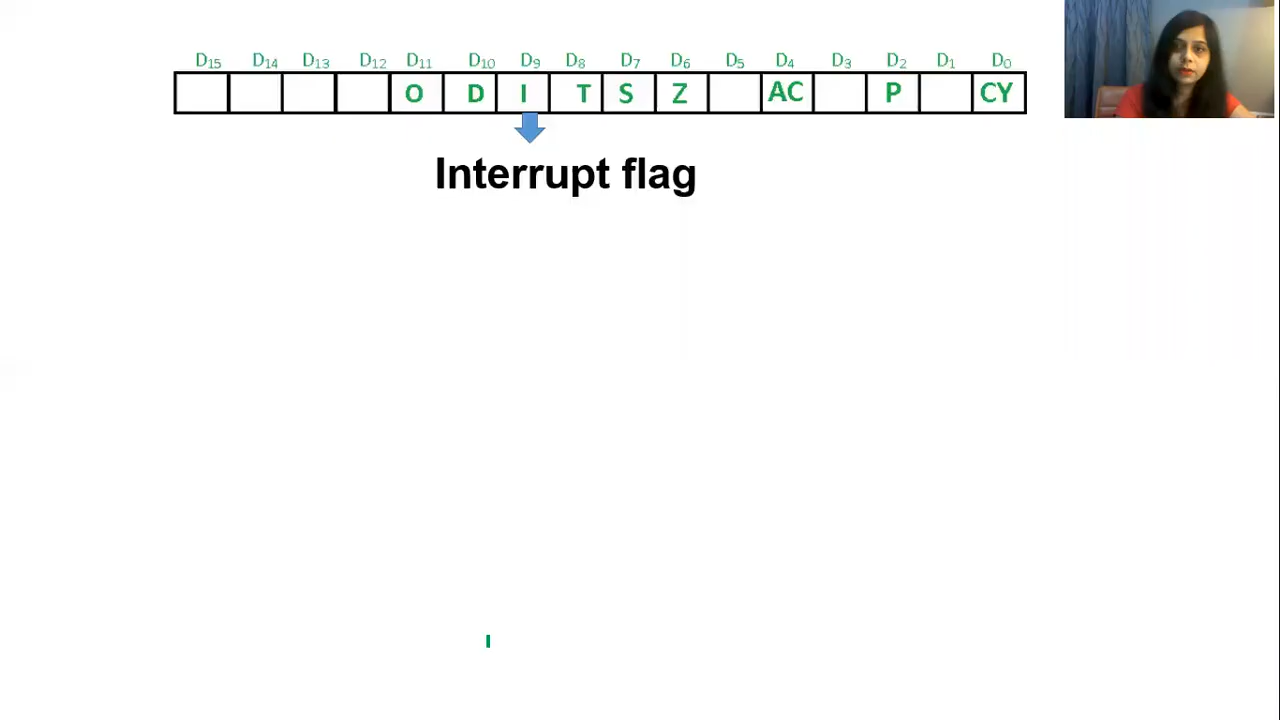 D15 D14 D13 D12 D11 D10 D9 D8 D7 D6 D5 D4 D3 D2 D1 D0
O D I T S Z AC P CY
Interrupt flag
I